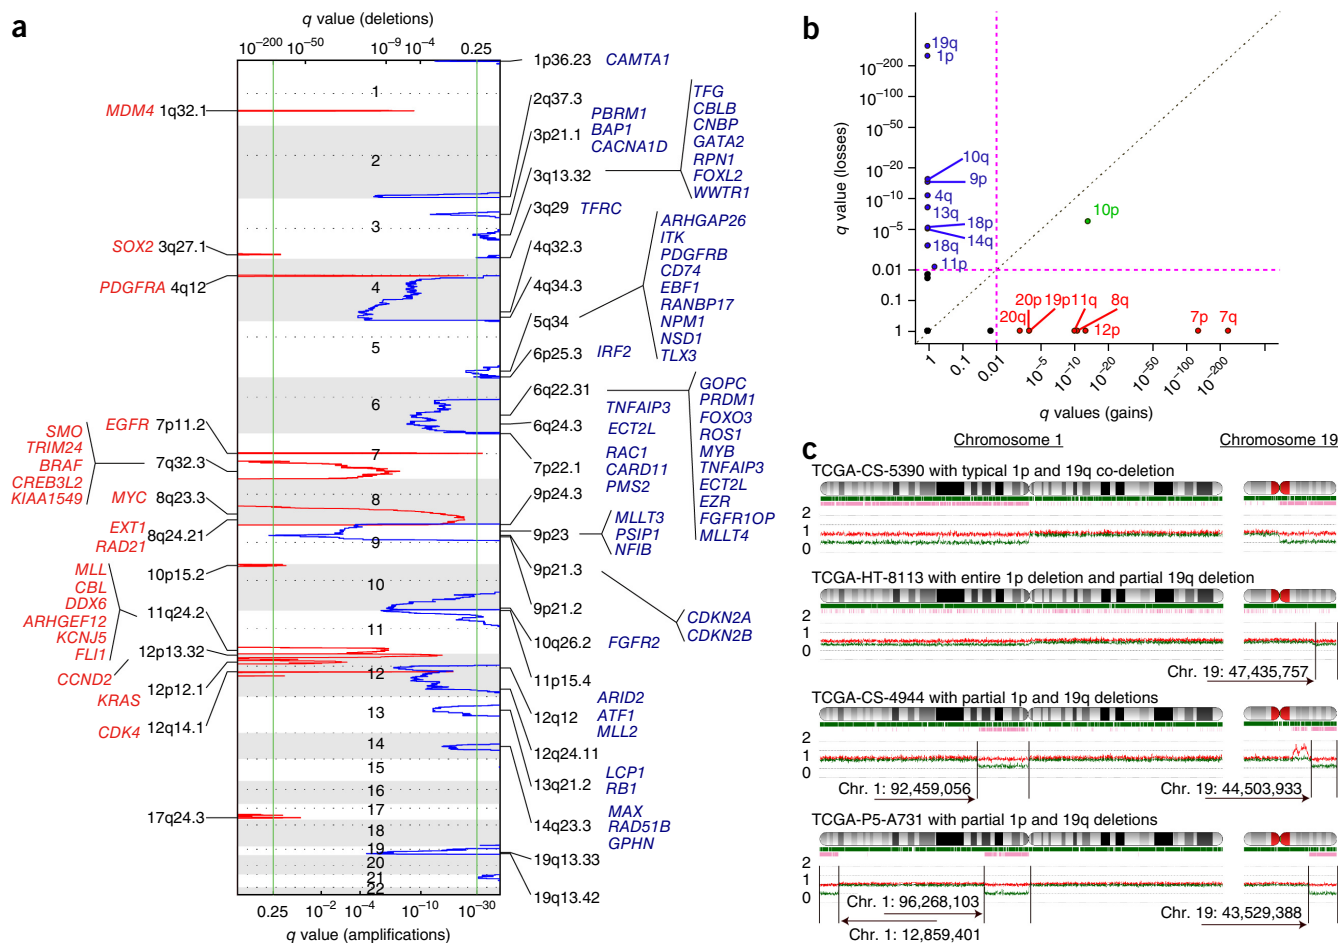 a
q value (deletions)
10-200 10-50 10-9 10-4 0.25
MDM4 1q32.1
SOX2 3q27.1
PDGFRA 4q12
EGFR 7p11.2
SMO
TRIM24
BRAF
CREB3L2
KIAA1549
7q32.3
MYC 8q23.3
EXT1
RAD21
8q24.21
10p15.2
MLL
CBL
DDX6
ARHGEF12
KCNJ5
FLI1
11q24.2
12p13.32
CCND2
12p12.1
KRAS
CDK4 12q14.1
17q24.3
1
2
3
4
5
6
7
8
9
10
11
12
13
14
15
16
17
18
19
20
21
22
1p36.23 CAMTA1
2q37.3
3p21.1
PBRM1
BAP1
CACNA1D
3q13.32
TFG
CBLB
CNBP
GATA2
RPN1
FOXL2
WWTR1
3q29 TFRC
4q32.3
4q34.3
5q34
ARHGAP26
ITK
PDGFRB
CD74
EBF1
RANBP17
NPM1
NSD1
TLX3
6p25.3 IRF2
6q22.31
GOPC
PRDM1
FOXO3
ROS1
MYB
TNFAIP3
ECT2L
EZR
FGFR1OP
MLLT4
6q24.3
TNFAIP3
ECT2L
7p22.1
RAC1
CARD11
PMS2
9p24.3
9p23
MLLT3
PSIP1
NFIB
9p21.3
CDKN2A
CDKN2B
9p21.2
10q26.2 FGFR2
11p15.4
12q12
ARID2
ATF1
MLL2
12q24.11
13q21.2
LCP1
RB1
14q23.3
MAX
RAD51B
GPHN
19q13.33
19q13.42
0.25 10-2 10-4 10-10 10-30
q value (amplifications)
b
q value (losses)
10-200
10-100
10-50
10-20
10-10
10-5
0.01
0.1
1
19q
1p
10q
9p
4q
13q
18p
14q
18q
11p
10p
20p 19p 11q 8q
20q
12p
7p 7q
1 0.1 0.01 10-5 10-10 10-20 10-50 10-100 10-200
q values (gains)
c
Chromosome 1 Chromosome 19
TCGA-CS-5390 with typical 1p and 19q co-deletion
2
1
0
TCGA-HT-8113 with entire 1p deletion and partial 19q deletion
2
1
0
Chr. 19: 47,435,757
TCGA-CS-4944 with partial 1p and 19q deletions
2
1
0
Chr. 1: 92,459,056
Chr. 19: 44,503,933
TCGA-P5-A731 with partial 1p and 19q deletions
2
1
0
Chr. 1: 96,268,103
Chr. 19: 43,529,388
Chr. 1: 12,859,401